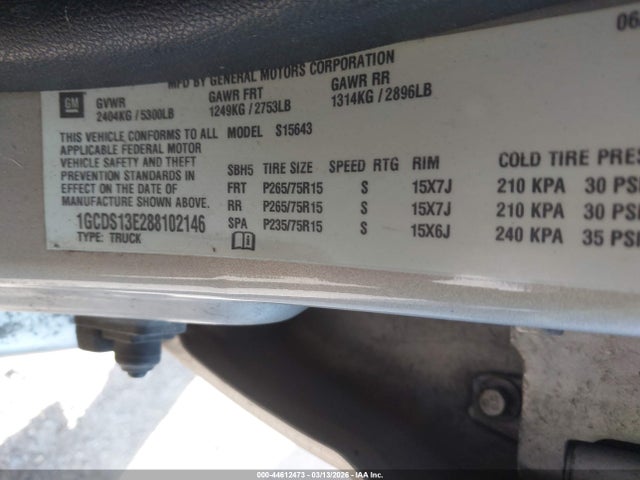 06
MFD BY GENERAL MOTORS CORPORATION
GM
GVWR GAWR FRT GAWR RR
2404KG / 5300LB 1249KG / 2753LB 1314KG / 2896LB
THIS VEHICLE CONFORMS TO ALL MODEL S15643
APPLICABLE FEDERAL MOTOR
VEHICLE SAFETY AND THEFT
PREVENTION STANDARDS IN
EFFECT ON THE DATE OF
MANUFACTURE SHOWN ABOVE.
1GCDS13E288102146
TYPE: TRUCK
SBH5 TIRE SIZE SPEED RTG RIM COLD TIRE PRES
FRT P265/75R15 S 15X7J 210 KPA 30 PSI
RR P265/75R15 S 15X7J 210 KPA 30 PSI
SPA P235/75R15 S 15X6J 240 KPA 35 PSI
000-44612473 - 03/13/2026 - IAAI.COM